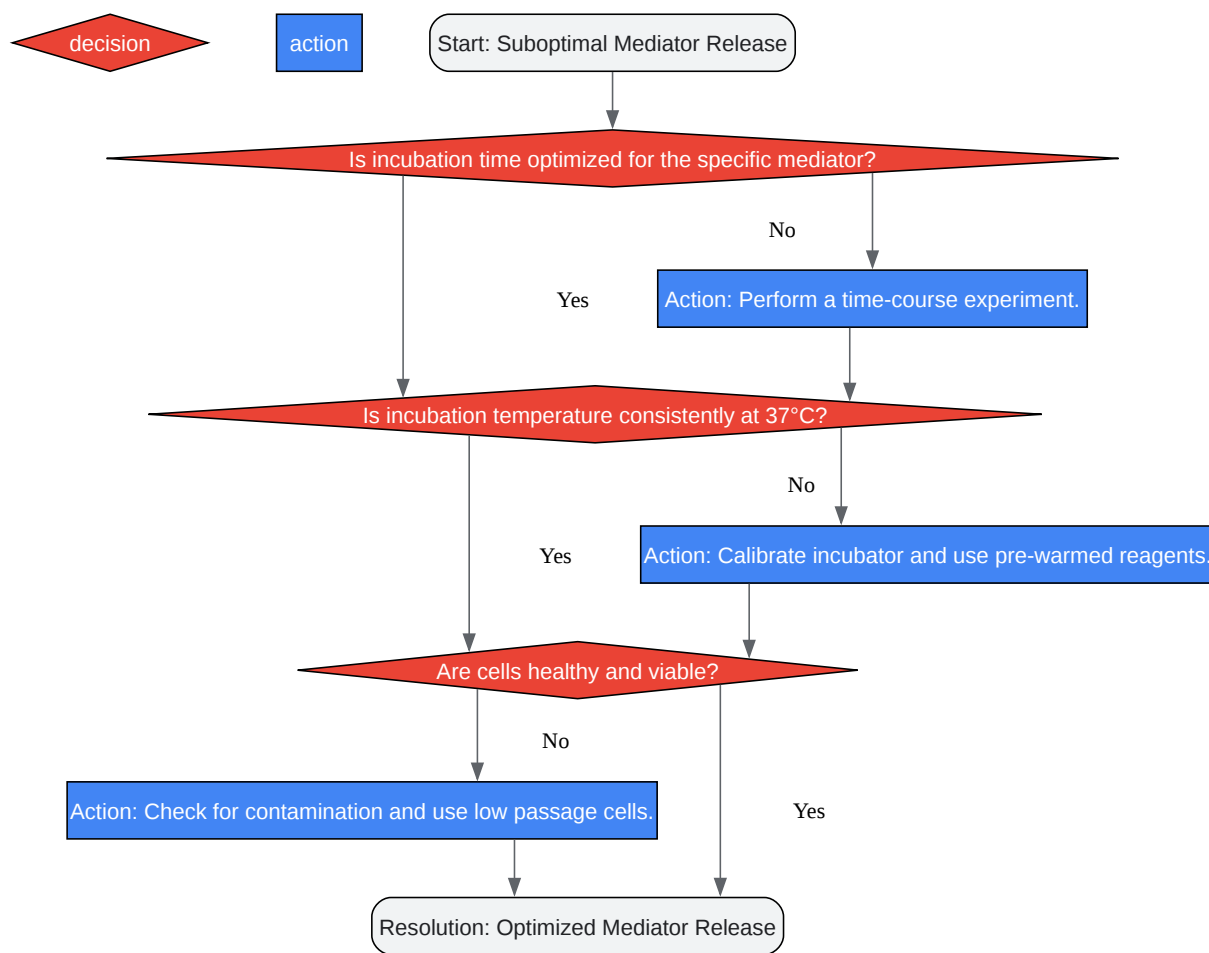 decision
action
Start: Suboptimal Mediator Release
Is incubation time optimized for the specific mediator?
No
Yes
Action: Perform a time-course experiment.
Is incubation temperature consistently at 37°C?
No
Yes
Action: Calibrate incubator and use pre-warmed reagents.
Are cells healthy and viable?
No
Action: Check for contamination and use low passage cells.
Yes
Resolution: Optimized Mediator Release